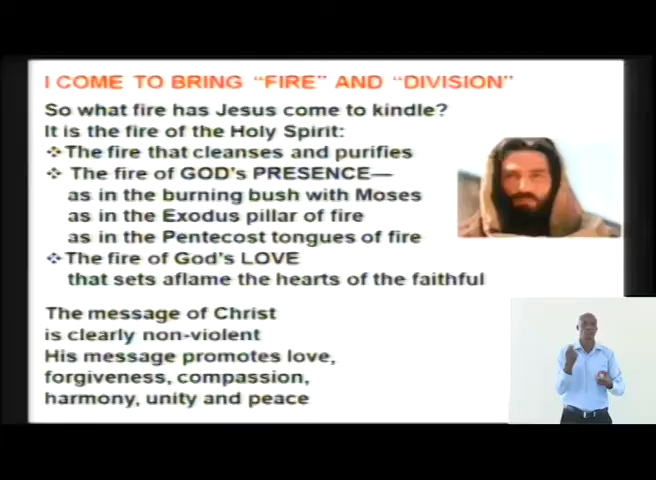 I COME TO BRING “FIRE” AND “DIVISION”
So what fire has Jesus come to kindle?
It is the fire of the Holy Spirit:
❖The fire that cleanses and purifies
❖ The fire of GOD's PRESENCE—
as in the burning bush with Moses
as in the Exodus pillar of fire
as in the Pentecost tongues of fire
❖The fire of God's LOVE
that sets aflame the hearts of the faithful
The message of Christ
is clearly non-violent
His message promotes love,
forgiveness, compassion,
harmony, unity and peace